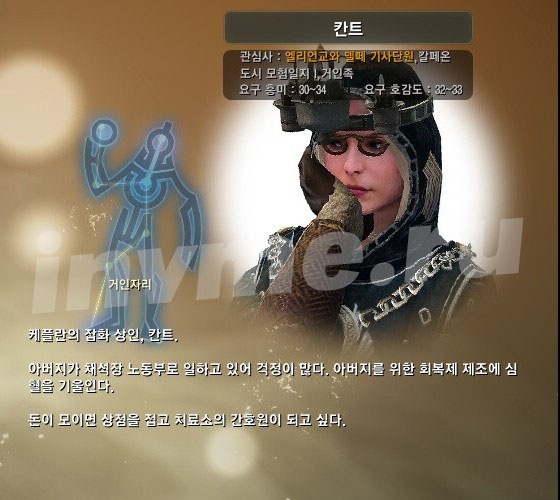 칸트
관심사 : 엘리언교와 델페 기사단원,칼페온
도시 모험일지 I,거인족
요구 흥미 : 30~34 요구 호감도 : 32~33
inyme.ru
거인자리
케플란의 잡화 상인, 칸트.
아버지가 채석장 노동부로 일하고 있어 걱정이 많다. 아버지를 위한 회복제 제조에 심
혈을 기울인다.
돈이 모이면 상점을 접고 치료소의 간호원이 되고 싶다.